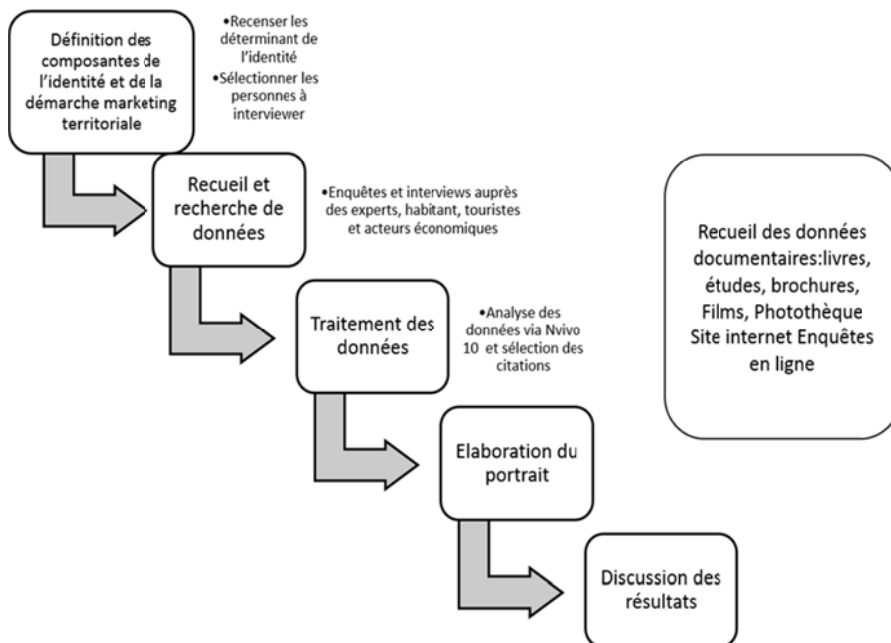 Définition des
composantes de
l'identité et de la
démarche marketing
territoriale
•Recenser les
déterminant de
l'identité
•Sélectionner les
personnes à
interviewer
Recueil et
recherche de
données
•Enquêtes et interviews auprès
des experts, habitant, touristes
et acteurs économiques
Traitement des
données
•Analyse des
données via Nvivo
10 et sélection des
citations
Elaboration du
portrait
Discussion des
résultats
Recueil des données
documentaires:livres,
études, brochures,
Films, Photothèque
Site internet Enquêtes
en ligne